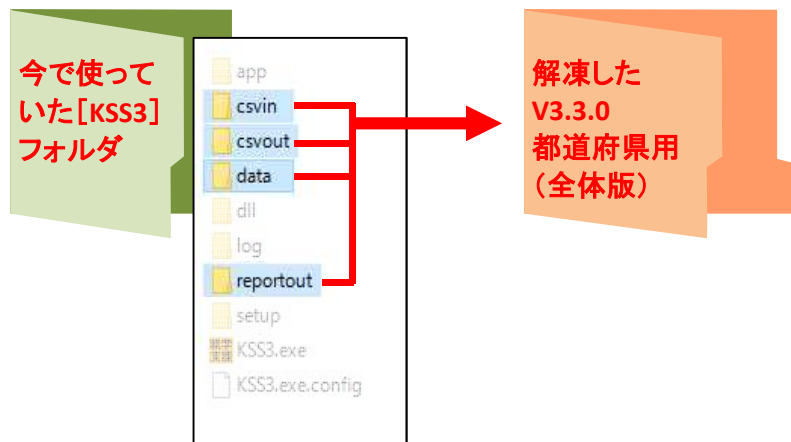 今で使って
いた[KSS3]
フォルダ
app
csvin
csvout
data
dll
log
reportout
setup
KSS3.exe
KSS3.exe.config
解凍した
V3.3.0
都道府県用
（全体版）